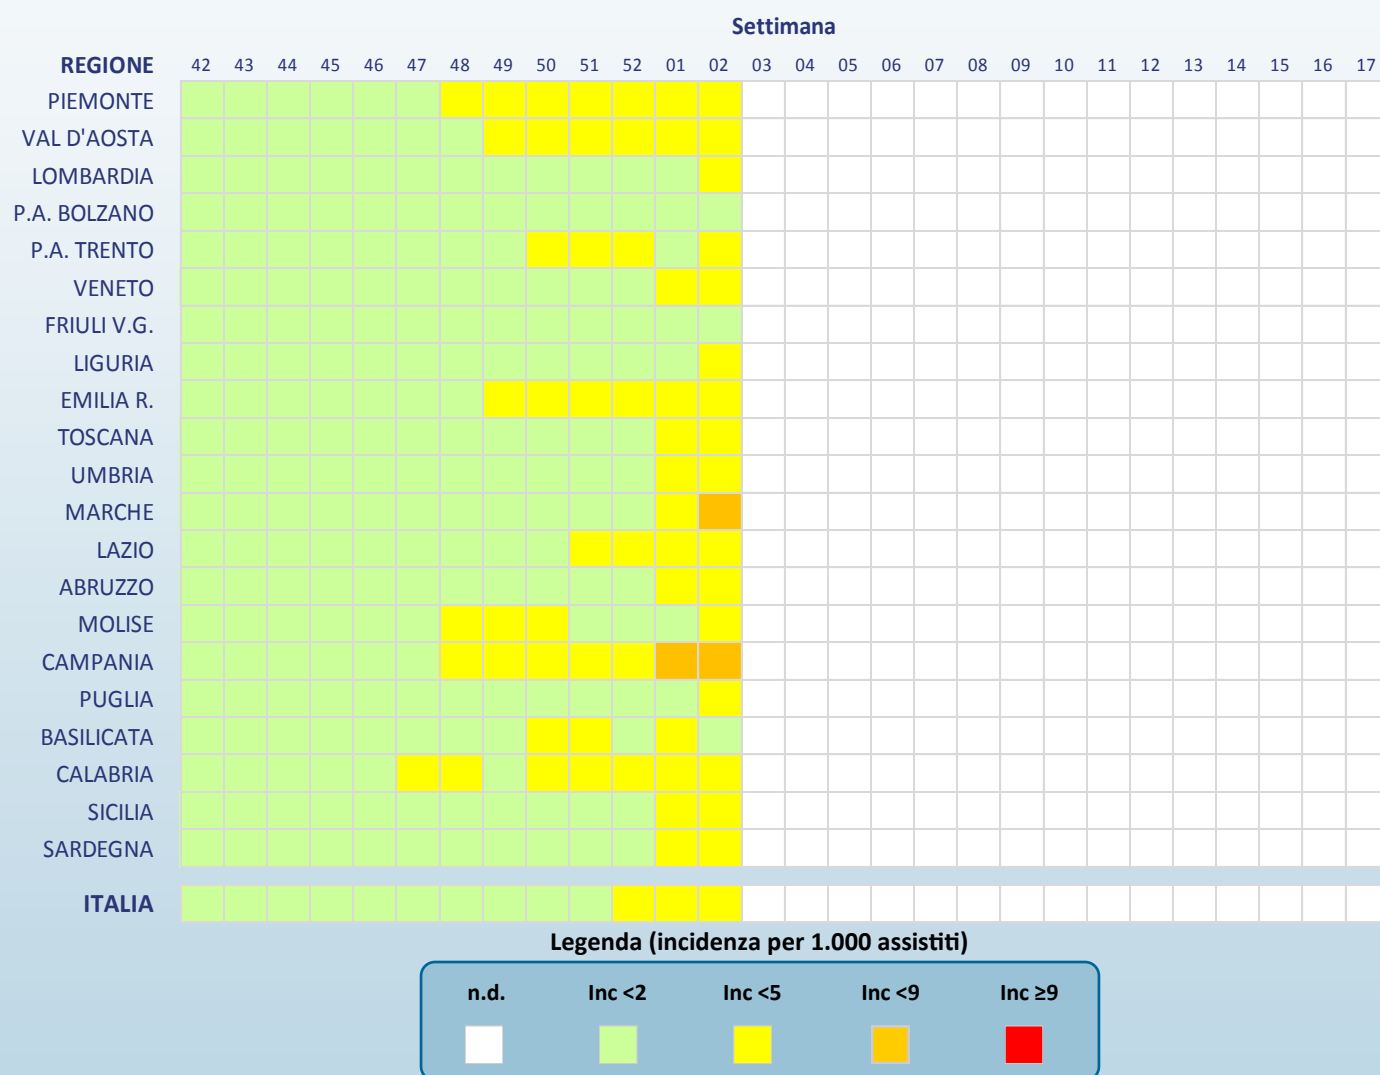 Settimana
REGIONE 42 43 44 45 46 47 48 49 50 51 52 01 02 03 04 05 06 07 08 09 10 11 12 13 14 15 16 17
PIEMONTE
VAL D'AOSTA
LOMBARDIA
P.A. BOLZANO
P.A. TRENTO
VENETO
FRIULI V.G.
LIGURIA
EMILIA R.
TOSCANA
UMBRIA
MARCHE
LAZIO
ABRUZZO
MOLISE
CAMPANIA
PUGLIA
BASILICATA
CALABRIA
SICILIA
SARDEGNA
ITALIA
Legenda (incidenza per 1.000 assistiti)
n.d. Inc <2 Inc <5 Inc <9 Inc ≥9